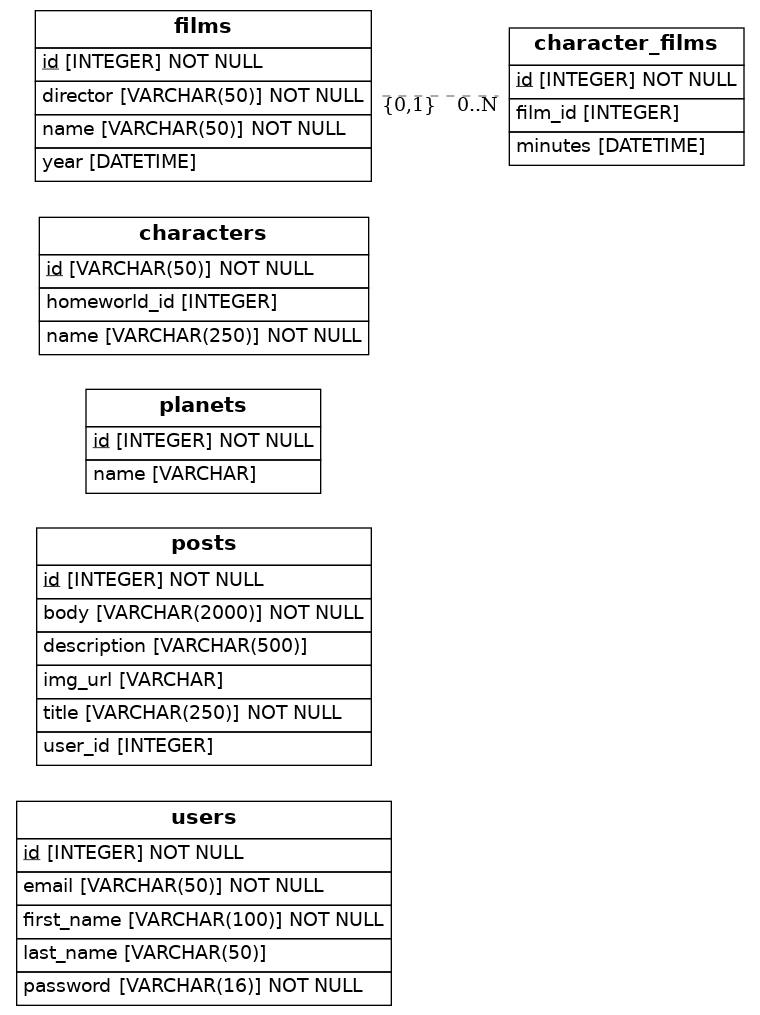 films
id [INTEGER] NOT NULL
director [VARCHAR(50)] NOT NULL
name [VARCHAR(50)] NOT NULL
year [DATETIME]
{0,1} 0..N
character_films
id [INTEGER] NOT NULL
film_id [INTEGER]
minutes [DATETIME]
characters
id [VARCHAR(50)] NOT NULL
homeworld_id [INTEGER]
name [VARCHAR(250)] NOT NULL
planets
id [INTEGER] NOT NULL
name [VARCHAR]
posts
id [INTEGER] NOT NULL
body [VARCHAR(2000)] NOT NULL
description [VARCHAR(500)]
img_url [VARCHAR]
title [VARCHAR(250)] NOT NULL
user_id [INTEGER]
users
id [INTEGER] NOT NULL
email [VARCHAR(50)] NOT NULL
first_name [VARCHAR(100)] NOT NULL
last_name [VARCHAR(50)]
password [VARCHAR(16)] NOT NULL